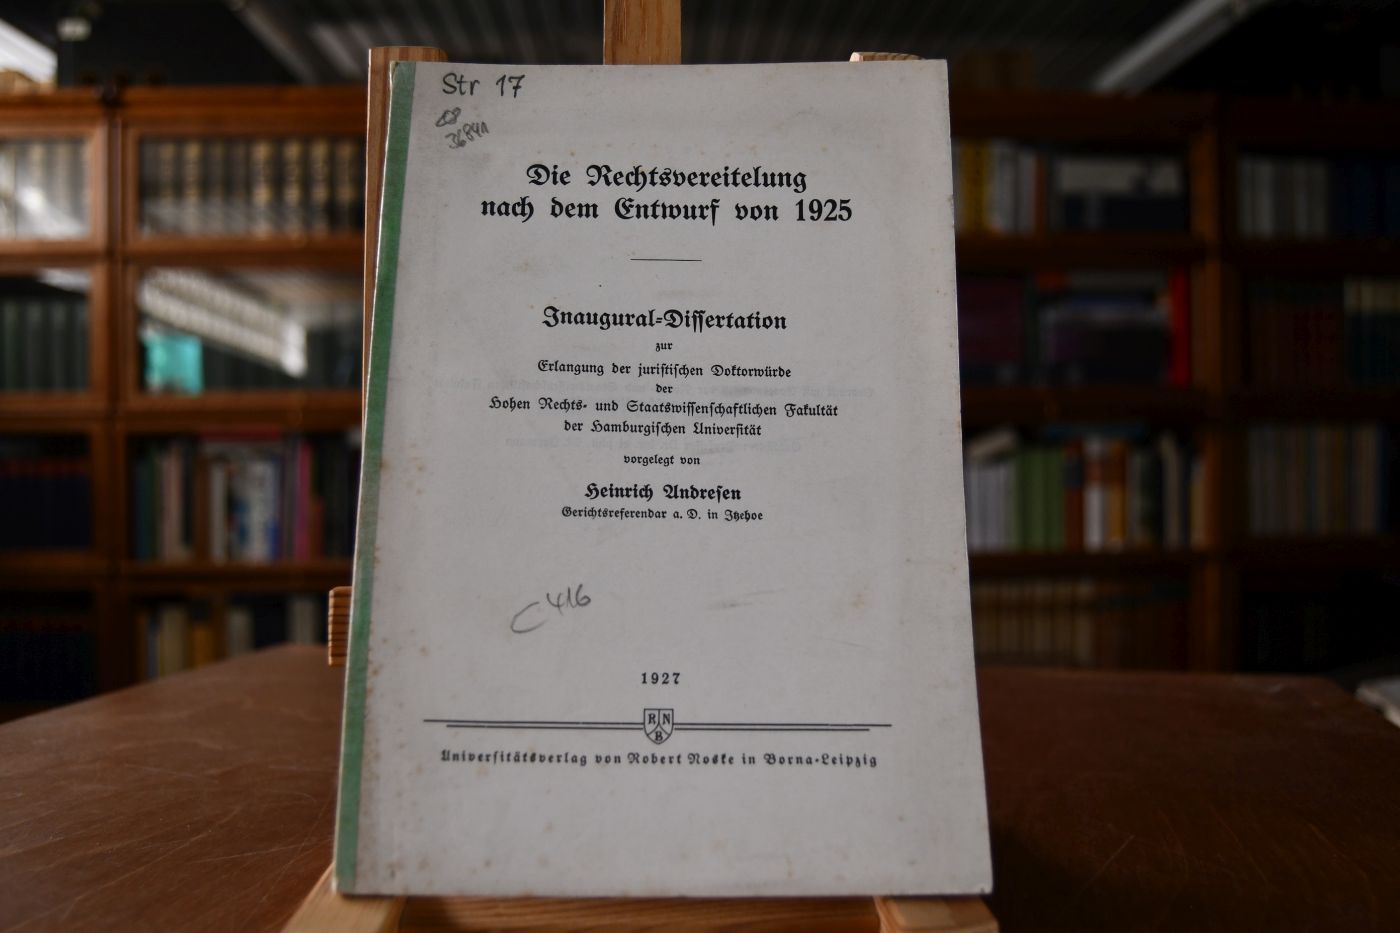 Str 17
36841
Die Rechtsvereitelung
nach dem Entwurf von 1925
Inaugural-Dissertation
zur
Erlangung der juristischen Doktorwürde
der
Hohen Rechts- und Staatswissenschaftlichen Fakultät
der Hamburgischen Universität
vorgelegt von
Heinrich Andresen
Gerichtsreferendar a. D. in Itzehoe
C 416
1927
R N
B
Universitätsverlag von Robert Noske in Borna-Leipzig